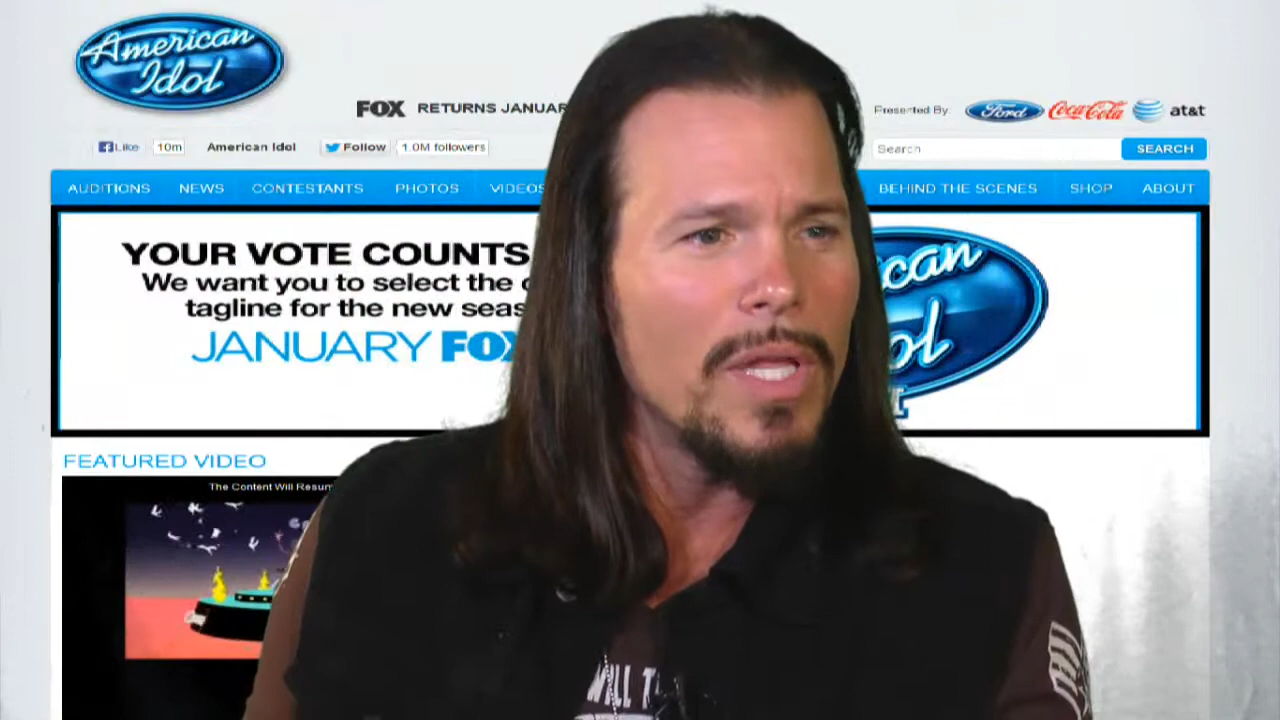 American
Idol
FOX RETURNS JANUAR
Presented By: Ford Coca-Cola at&t
Like 10m American Idol Follow 1.0M followers
Search SEARCH
AUDITIONS NEWS CONTESTANTS PHOTOS VIDEOS BEHIND THE SCENES SHOP ABOUT
YOUR VOTE COUNTS
We want you to select the
tagline for the new seas
JANUARY FOX
can
ol
FEATURED VIDEO
The Content Will Resum
WILL T